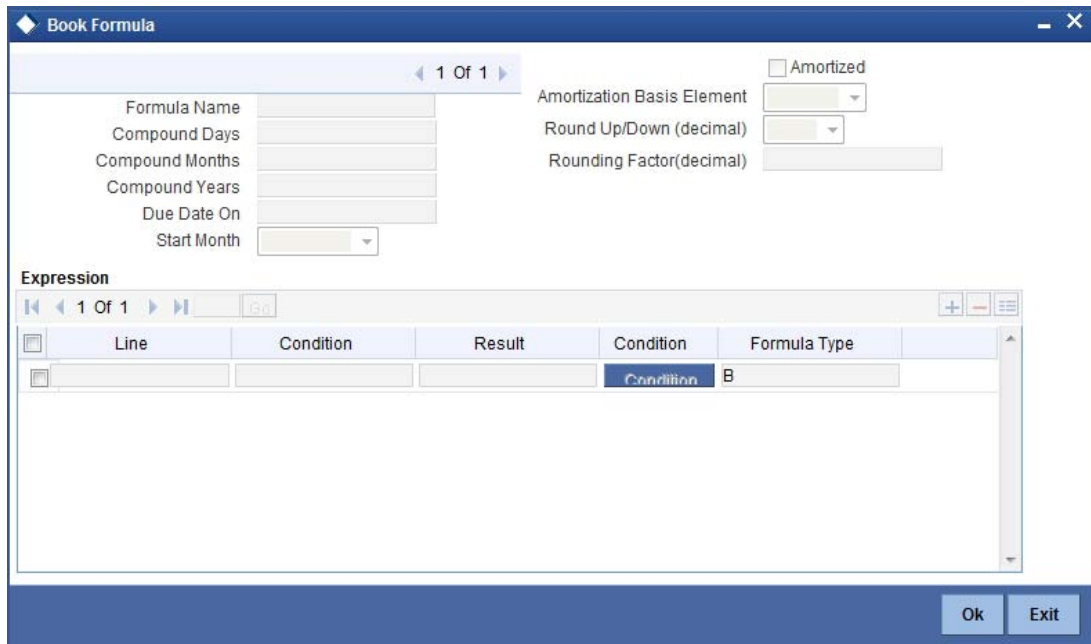 Book Formula
1 Of 1
Amortized
Formula Name
Amortization Basis Element
Compound Days
Round Up/Down (decimal)
Compound Months
Rounding Factor(decimal)
Compound Years
Due Date On
Start Month
Expression
1 Of 1 Go
Line Condition Result Condition Formula Type
Condition B
Ok Exit